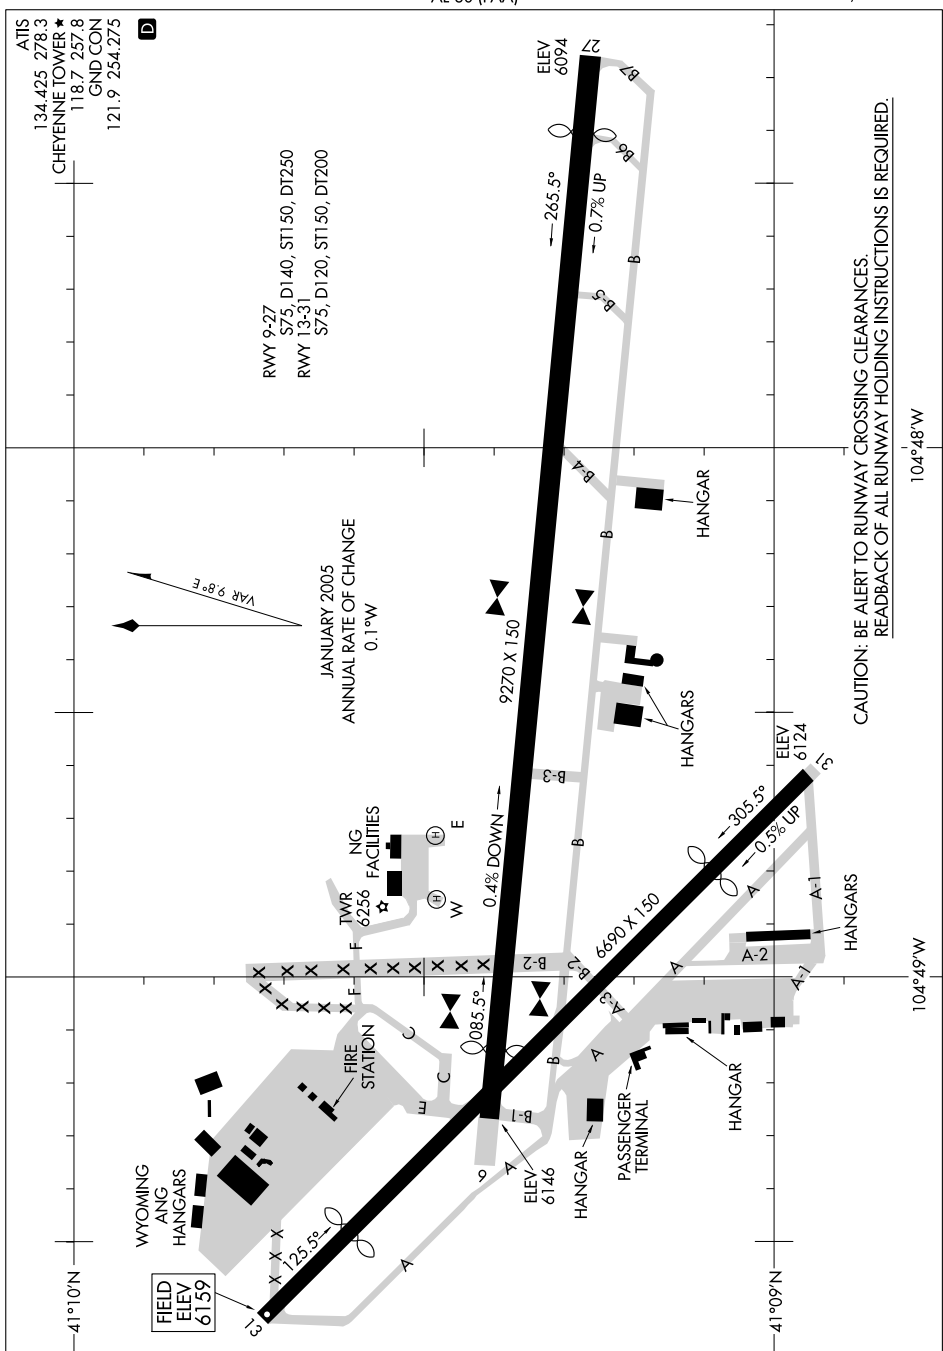 AL-80 (FAA)
ATIS
134.425 278.3
CHEYENNE TOWER★
118.7 257.8
GND CON
121.9 254.275
D
RWY 9-27
S75, D140, ST150, DT250
RWY 13-31
S75, D120, ST150, DT200
VAR 9.8°E
JANUARY 2005
ANNUAL RATE OF CHANGE
0.1°W
ELEV
6094
27
B7
B6
265.5°
0.7% UP
B
B-5
B-4
B
HANGAR
9270 X 150
HANGARS
B-3
B
0.4% DOWN
NG
FACILITIES
TWR
6256
H
E
H
W
F
F
B-2
B-2
085.5°
C
C
E
B
B-1
9
ELEV
6146
FIRE
STATION
WYOMING
ANG
HANGARS
X X X X X X X X X X
X X X X X
X X X
FIELD
ELEV
6159
13
125.5°
A
A
A
A-3
A
A
A-2
A-1
A-1
6690 X 150
305.5°
0.5% UP
ELEV
6124
31
HANGARS
HANGAR
PASSENGER
TERMINAL
HANGAR
CAUTION: BE ALERT TO RUNWAY CROSSING CLEARANCES.
READBACK OF ALL RUNWAY HOLDING INSTRUCTIONS IS REQUIRED.
41°10'N
41°09'N
104°49'W
104°48'W